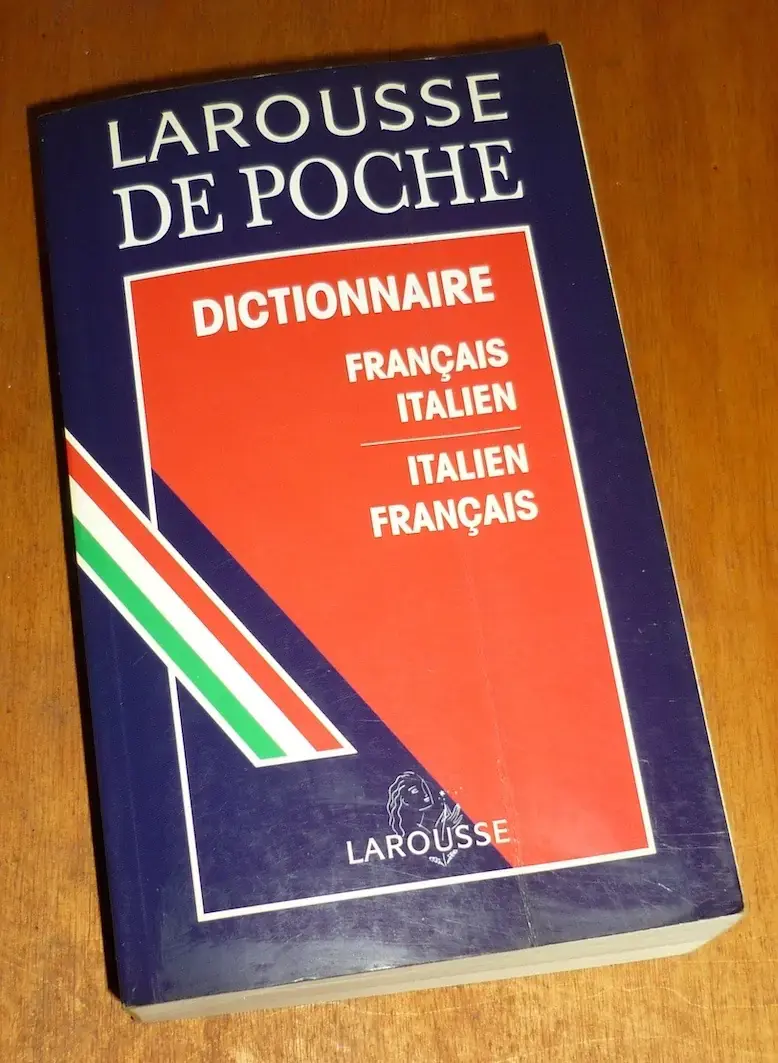 LAROUSSE
DE POCHE
DICTIONNAIRE
FRANÇAIS
ITALIEN
ITALIEN
FRANÇAIS
LAROUSSE